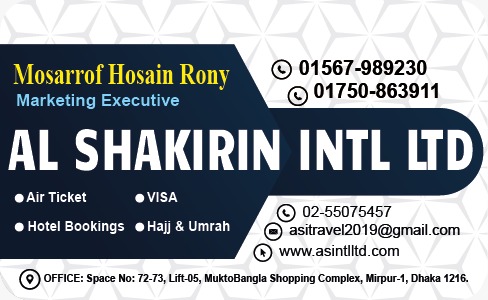 Mosarrof Hosain Rony
Marketing Executive
01567-989230
01750-863911
AL SHAKIRIN INTL LTD
Air Ticket
VISA
Hotel Bookings
Hajj & Umrah
02-55075457
asitravel2019@gmail.com
www.asintlltd.com
OFFICE: Space No: 72-73, Lift-05, MuktoBangla Shopping Complex, Mirpur-1, Dhaka 1216.